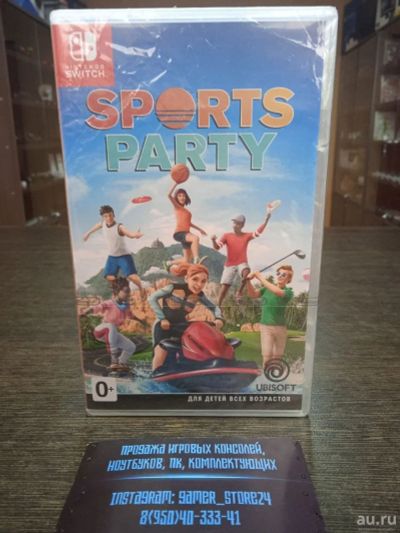 NINTENDO
SWITCH
SPORTS
PARTY
0+
UBISOFT
ДЛЯ ДЕТЕЙ ВСЕХ ВОЗРАСТОВ
ПРОДАЖА ИГРОВЫХ КОНСОЛЕЙ,
НОУТБУКОВ, ПК, КОМПЛЕКТУЮЩИХ
INSTAGRAM: GAMER_STORE24
8(950)40-333-41
au.ru